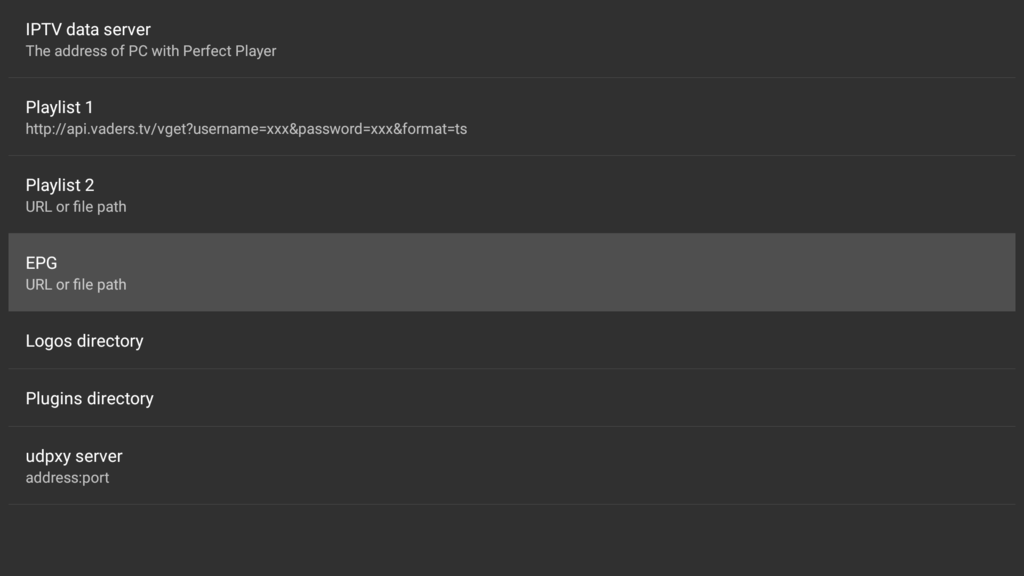 IPTV data server
The address of PC with Perfect Player
Playlist 1
http://api.vaders.tv/vget?username=xxx&password=xxx&format=ts
Playlist 2
URL or file path
EPG
URL or file path
Logos directory
Plugins directory
udpxy server
address:port